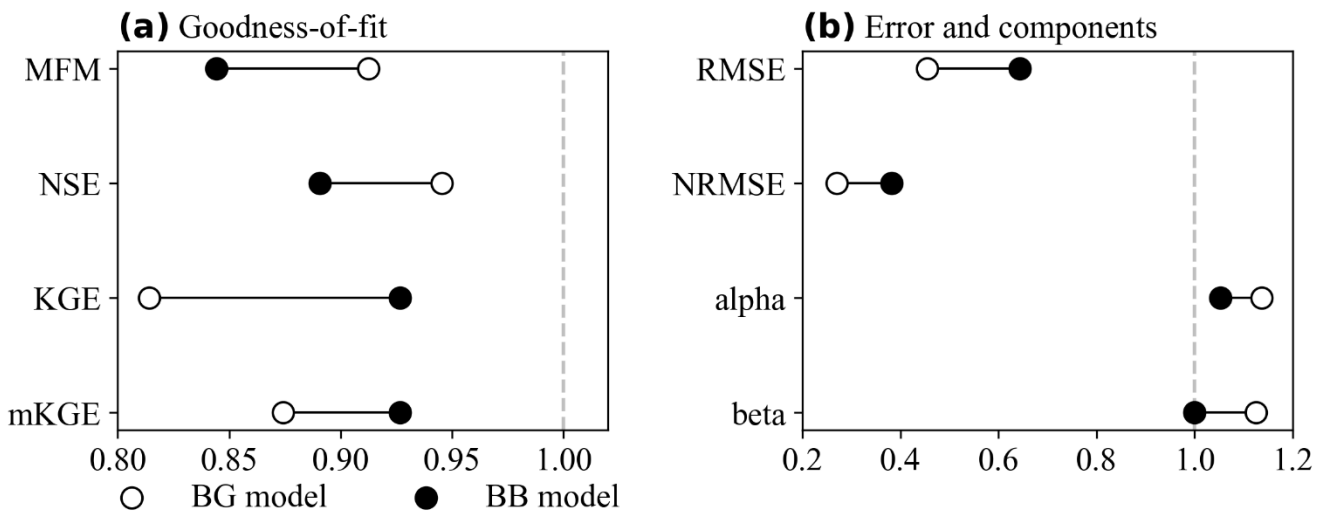 (a) Goodness-of-fit
MFM
NSE
KGE
mKGE
0.80 0.85 0.90 0.95 1.00
(b) Error and components
RMSE
NRMSE
alpha
beta
0.2 0.4 0.6 0.8 1.0 1.2
BG model BB model